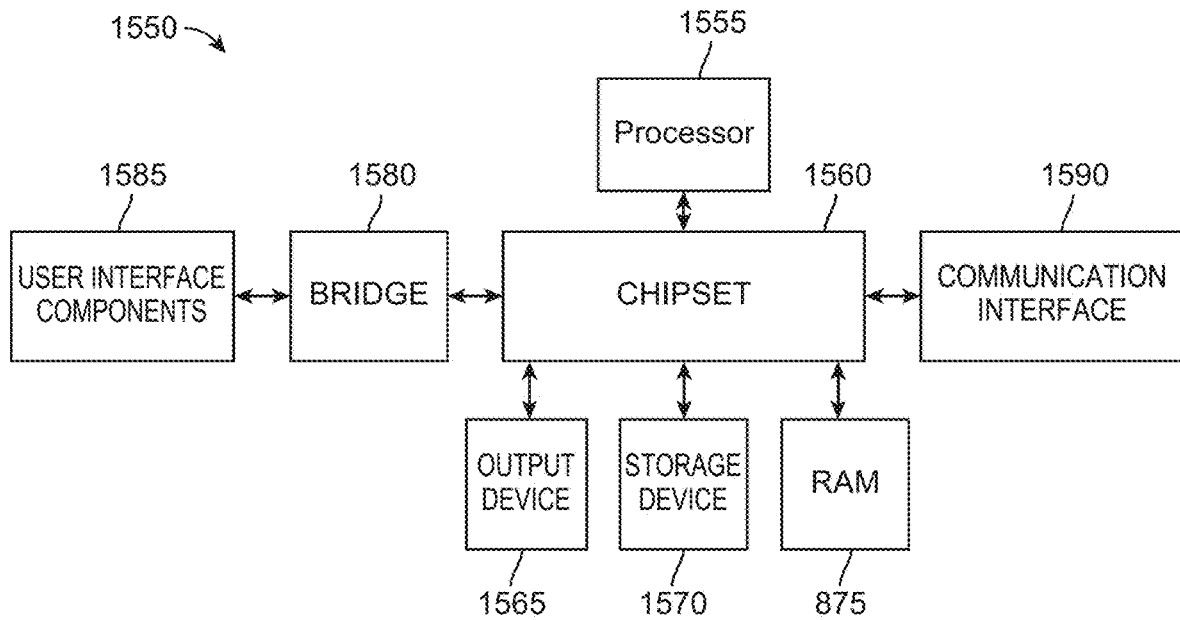 1550
1555
Processor
1585
1580
1560
1590
USER INTERFACE
COMPONENTS
BRIDGE
CHIPSET
COMMUNICATION
INTERFACE
OUTPUT
DEVICE
STORAGE
DEVICE
RAM
1565
1570
875